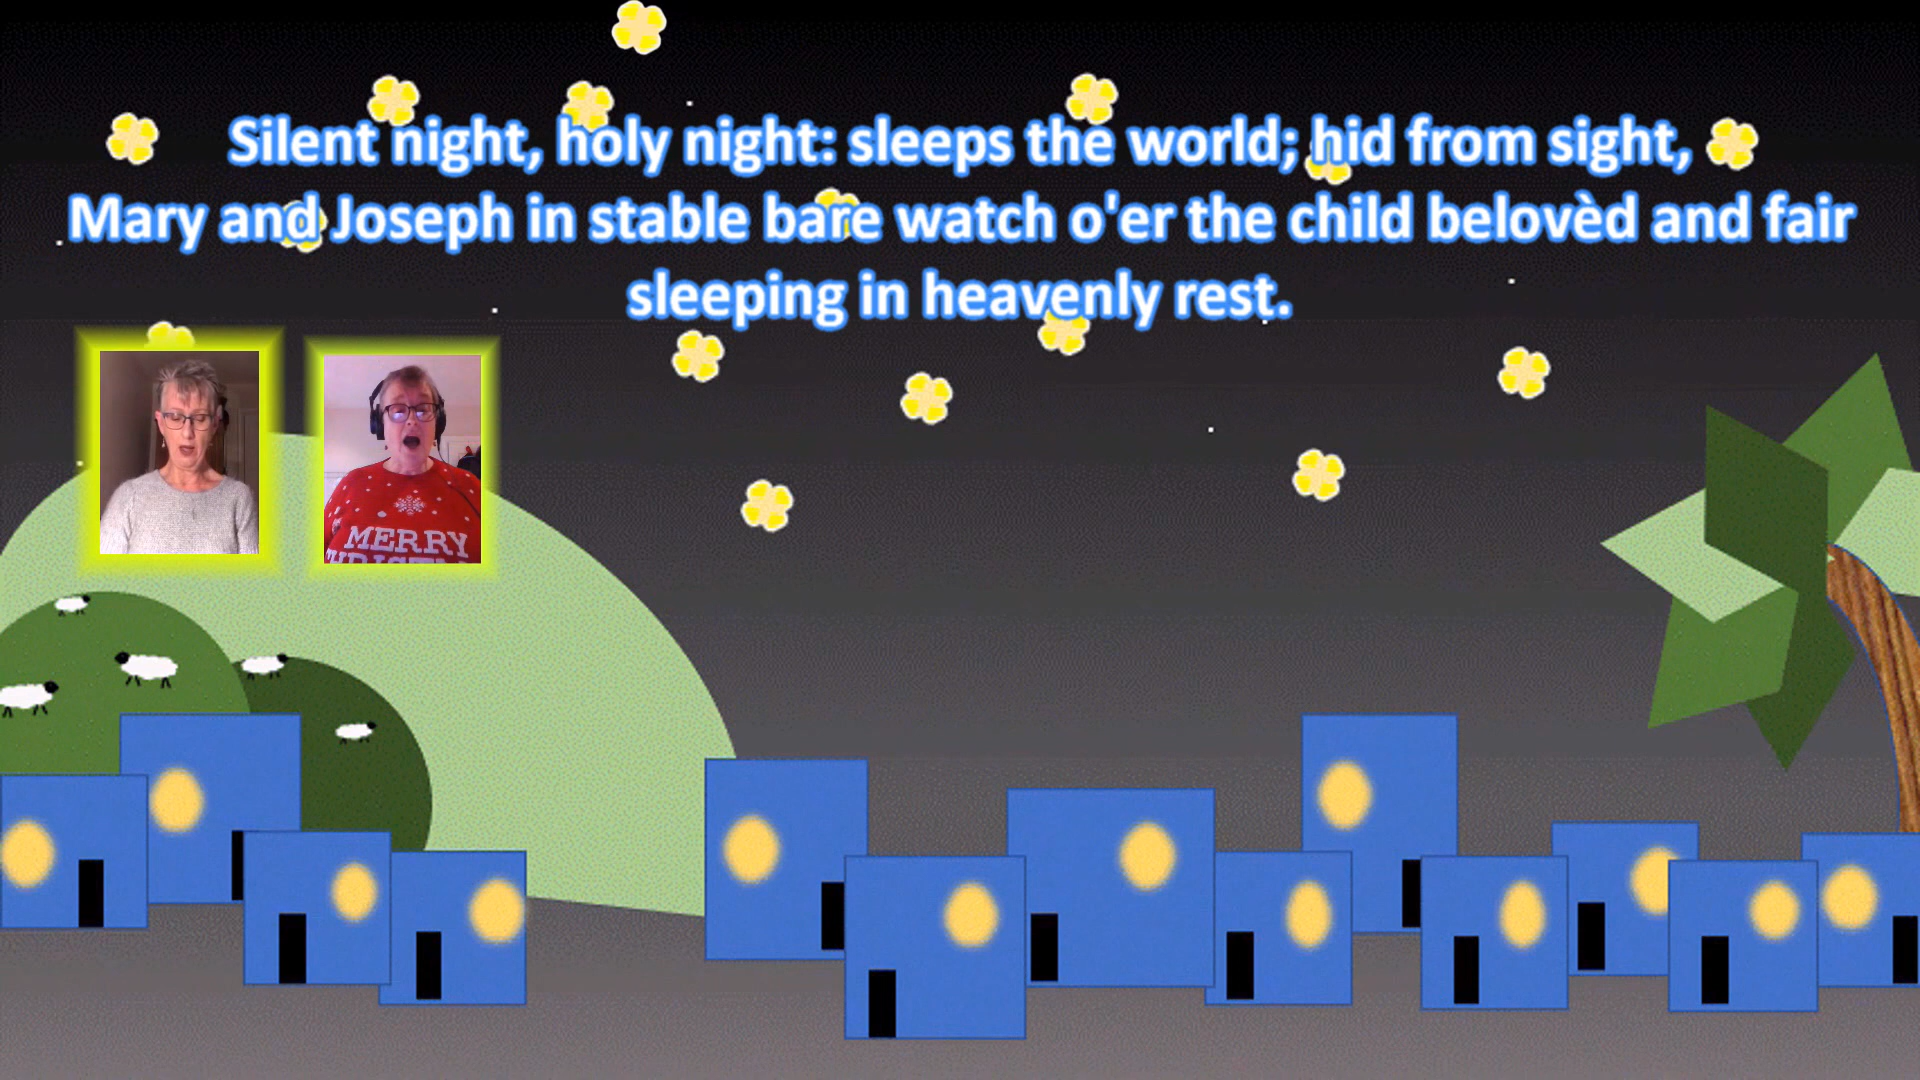 Silent night, holy night: sleeps the world; hid from sight,
Mary and Joseph in stable bare watch o'er the child belovèd and fair
sleeping in heavenly rest.
MERRY